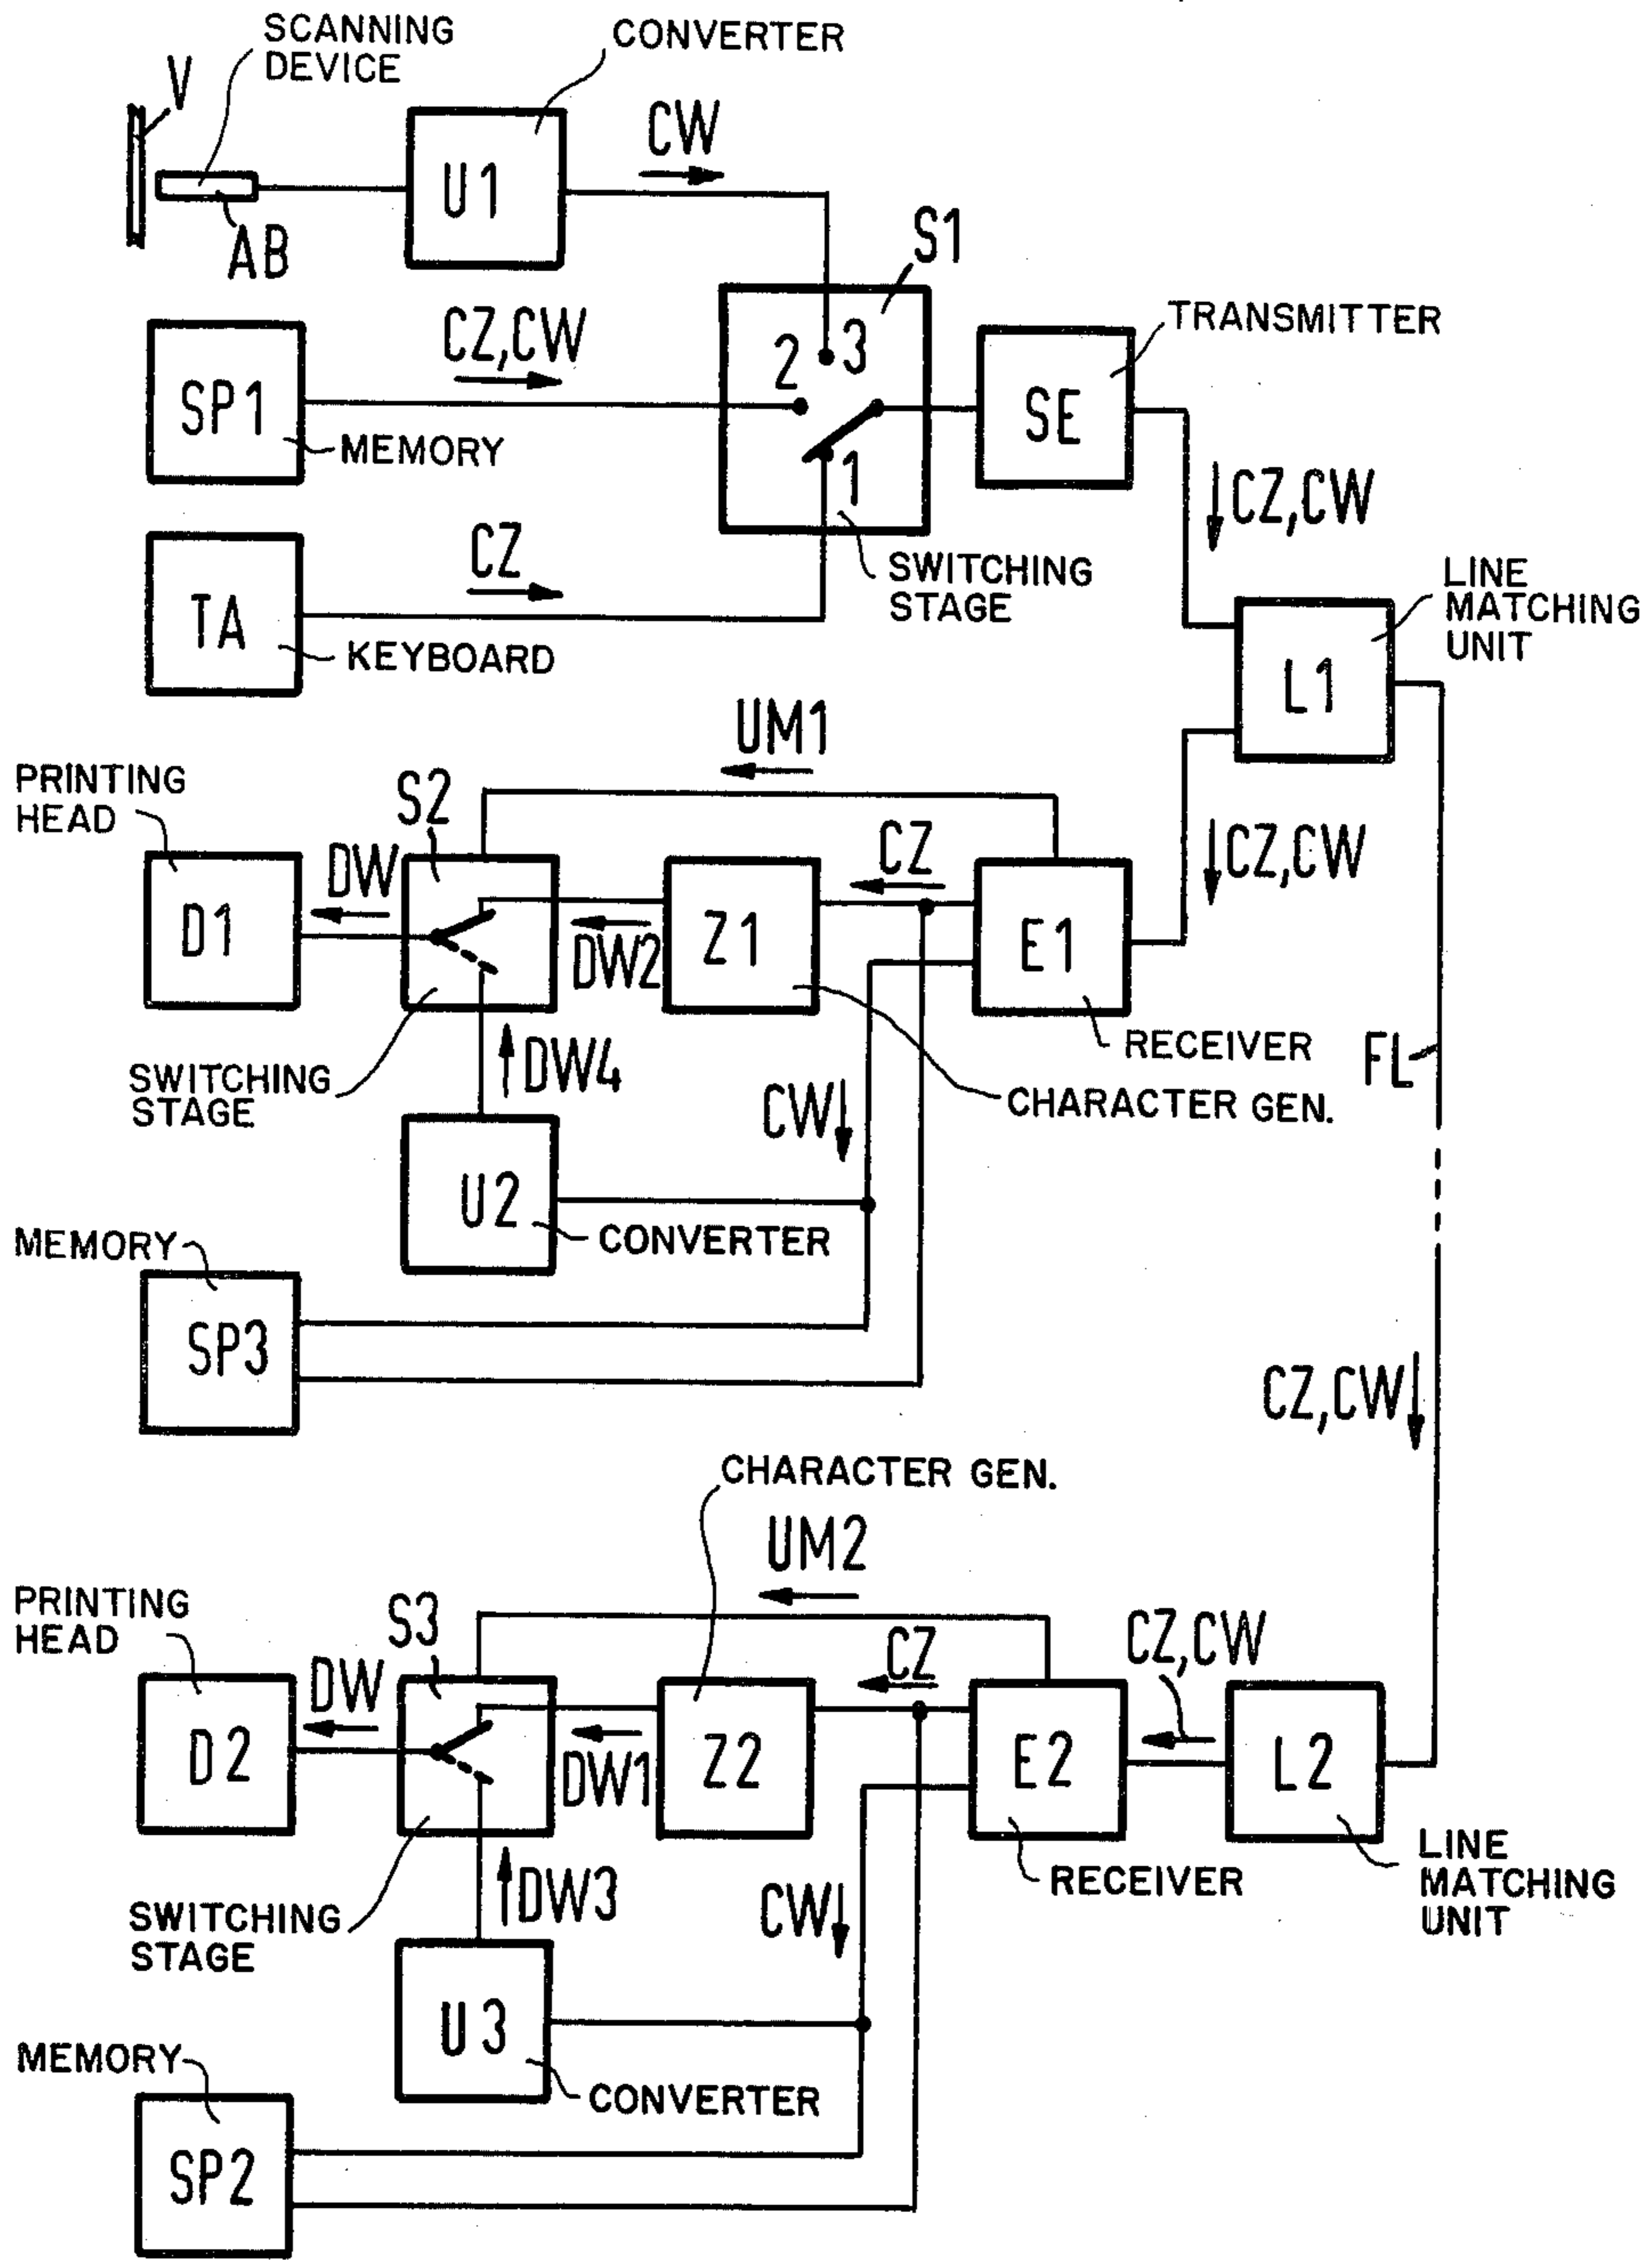 SCANNING
DEVICE
CONVERTER
V
CW
U1
AB
S1
CZ,CW
TRANSMITTER
2
3
SP1
SE
MEMORY
1
CZ,CW
CZ
SWITCHING
STAGE
LINE
MATCHING
UNIT
TA
KEYBOARD
L1
UM1
PRINTING
HEAD
S2
CZ
CZ,CW
DW
D1
DW2
Z1
E1
RECEIVER
FL
SWITCHING
STAGE
DW4
CW
CHARACTER GEN.
U2
MEMORY
CONVERTER
SP3
CZ,CW
CHARACTER GEN.
UM2
PRINTING
HEAD
S3
CZ
CZ,CW
DW
D2
DW1
Z2
E2
L2
LINE
MATCHING
UNIT
RECEIVER
DW3
CW
SWITCHING
STAGE
U3
MEMORY
CONVERTER
SP2